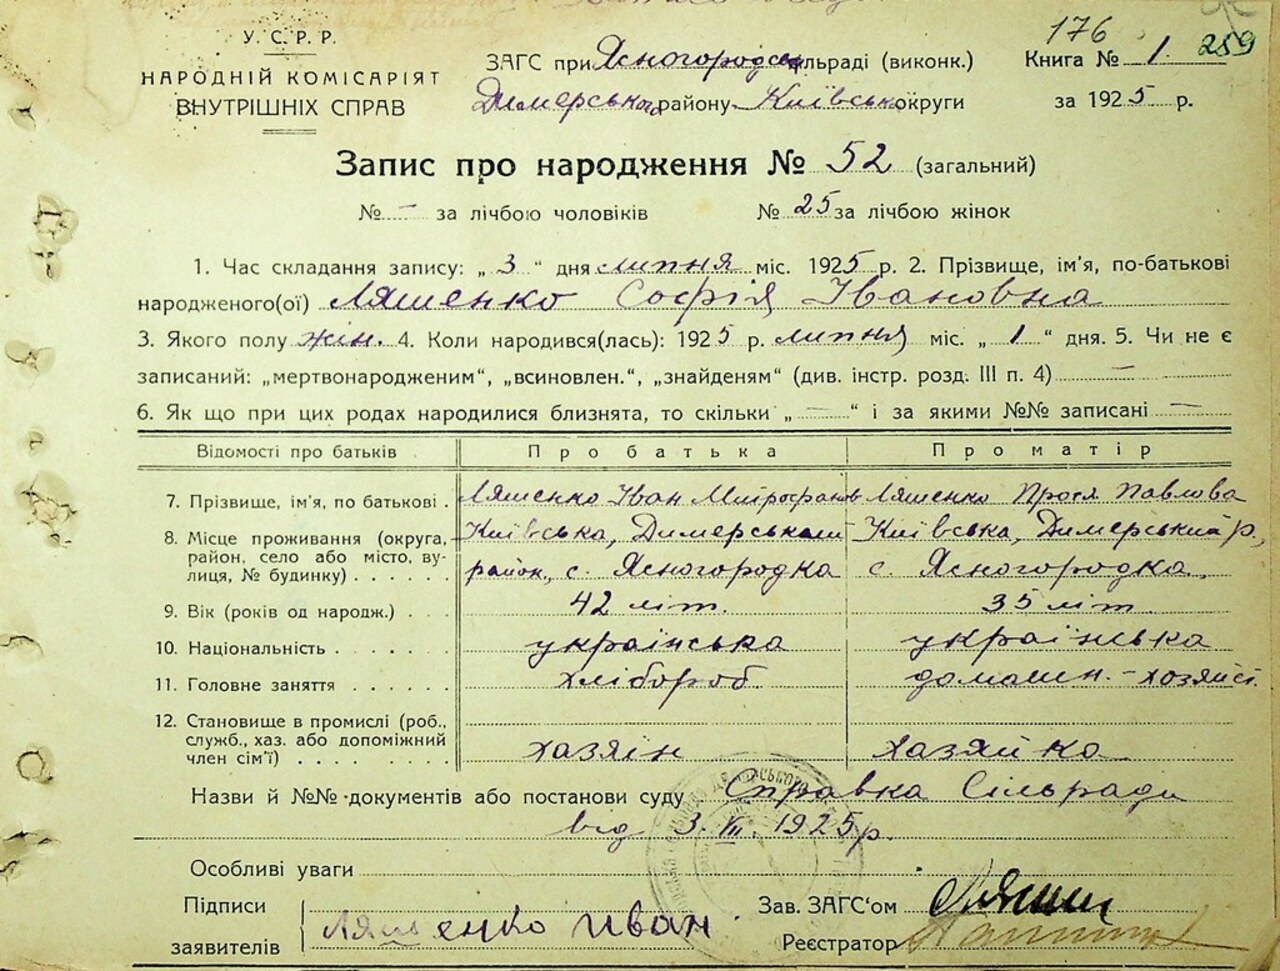 176
259
У. С. Р. Р.
НАРОДНІЙ КОМІСАРІЯТ
ВНУТРІШНІХ СПРАВ
ЗАГС при Ясногородськ. сільраді (виконк.)
Димерського району Київсько округи
Книга № 1.
за 1925 р.
Запис про народження № 52 (загальний)
№ — за лічбою чоловіків № 25 за лічбою жінок
1. Час складання запису: „ 3 “ дня липня міс. 1925 р. 2. Прізвище, ім'я, по-батькові
народженого(ої) Ляшенко Софія Івановна
3. Якого полу жін. 4. Коли народився(лась): 1925 р. липня міс. „ 1 “ дня. 5. Чи не є
записаний: „мертвонародженим“, „всиновлен.“, „знайденям“ (див. інстр. розд. III п. 4) —
6. Як що при цих родах народилися близнята, то скільки „ — “ і за якими №№ записані —
Відомості про батьків Про батька Про матір
7. Прізвище, ім'я, по батькові . Ляшенко Іван Митрофанов Ляшенко Прося Павлова
8. Місце проживання (округа, Київська, Димерський Київська, Димерський р.,
район, село або місто, ву-
лиця, № будинку) . . . . . . район, с. Ясногородка с. Ясногородка
9. Вік (років од народж.) . . . 42 літ. 35 літ.
10. Національність . . . . . . українська українська
11. Головне заняття . . . . . . хлібороб домашн. - хозяйст.
12. Становище в промислі (роб.,
служб., хаз. або допоміжний
член сім'ї) . . . . . . . . хазяїн хазяйка
Назви й №№ документів або постанови суду Справка Сільради
від 3. VII. 1925 р.
Особливі уваги
Підписи
заявителів Ляшенко Иван
Зав. ЗАГС'ом
Реєстратор